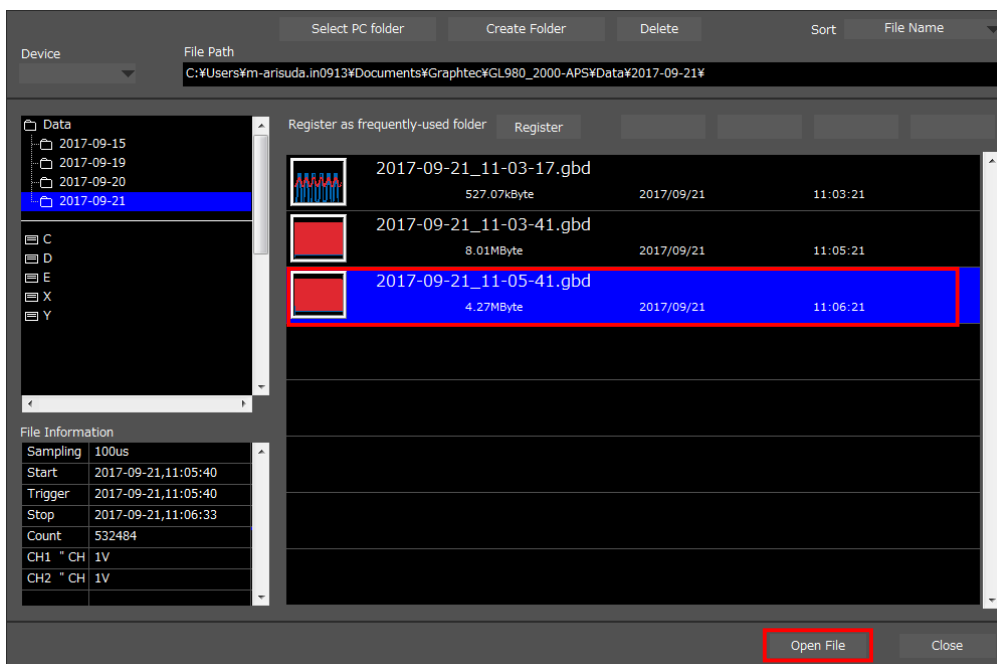 Select PC folder Create Folder Delete Sort File Name
Device File Path
C:¥Users¥m-arisuda.in0913¥Documents¥Graphtec¥GL980_2000-APS¥Data¥2017-09-21¥
Data
2017-09-15
2017-09-19
2017-09-20
2017-09-21
C
D
E
X
Y
Register as frequently-used folder Register
2017-09-21_11-03-17.gbd
527.07kByte 2017/09/21 11:03:21
2017-09-21_11-03-41.gbd
8.01MByte 2017/09/21 11:05:21
2017-09-21_11-05-41.gbd
4.27MByte 2017/09/21 11:06:21
File Information
Sampling 100us
Start 2017-09-21,11:05:40
Trigger 2017-09-21,11:05:40
Stop 2017-09-21,11:06:33
Count 532484
CH1 " CH 1V
CH2 " CH 1V
Open File Close